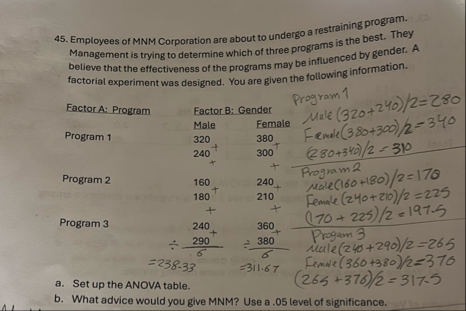 45. Employees of MNM Corporation are about to undergo a restraining program.
Management is trying to determine which of three programs is the best. They
believe that the effectiveness of the programs may be influenced by gender. A
factorial experiment was designed. You are given the following information.
Factor A: Program Factor B: Gender
Male Female
Program 1 320 380
240 + 300 +
+ +
Program 2 160 240
180 + 210 +
+ +
Program 3 240 360
÷ 290 + ÷ 380 +
6 6
=238.33 =311.67
Program 1
Male (320+240)/2=280
Female (380+300)/2=340
(280+340)/2 = 310
Program 2
Male (160+180)/2=170
Female (240+210)/2=225
(170+225)/2=197.5
Program 3
Male (240+290)/2=265
Female (360+380)/2=370
(265+370)/2=317.5
a. Set up the ANOVA table.
b. What advice would you give MNM? Use a .05 level of significance.